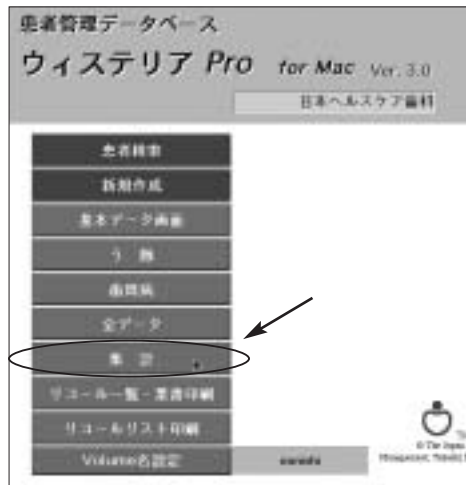 患者管理データベース
ウィステリア Pro for Mac Ver. 3.0
日本ヘルスケア歯科
患者検索
新規作成
基本データ画面
う 蝕
歯周病
全データ
集 計
リコール一覧・葉書印刷
リコールリスト印刷
Volume名設定
© The Japan
Management, Tomoki